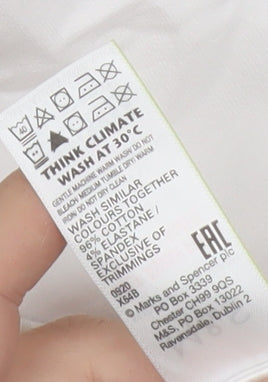 40
THINK CLIMATE
WASH AT 30°C
GENTLE MACHINE WARM WASH/ DO NOT
BLEACH/ MEDIUM TUMBLE DRY/ WARM
IRON/ DO NOT DRY CLEAN
WASH SIMILAR
COLOURS TOGETHER
96% COTTON
4% ELASTANE/
SPANDEX
EXCLUSIVE OF
TRIMMINGS
EAC
0920
X64B
© Marks and Spencer plc
PO Box 3339
Chester CH99 9QS
M&S, PO Box 13022
Ravensdale, Dublin 2